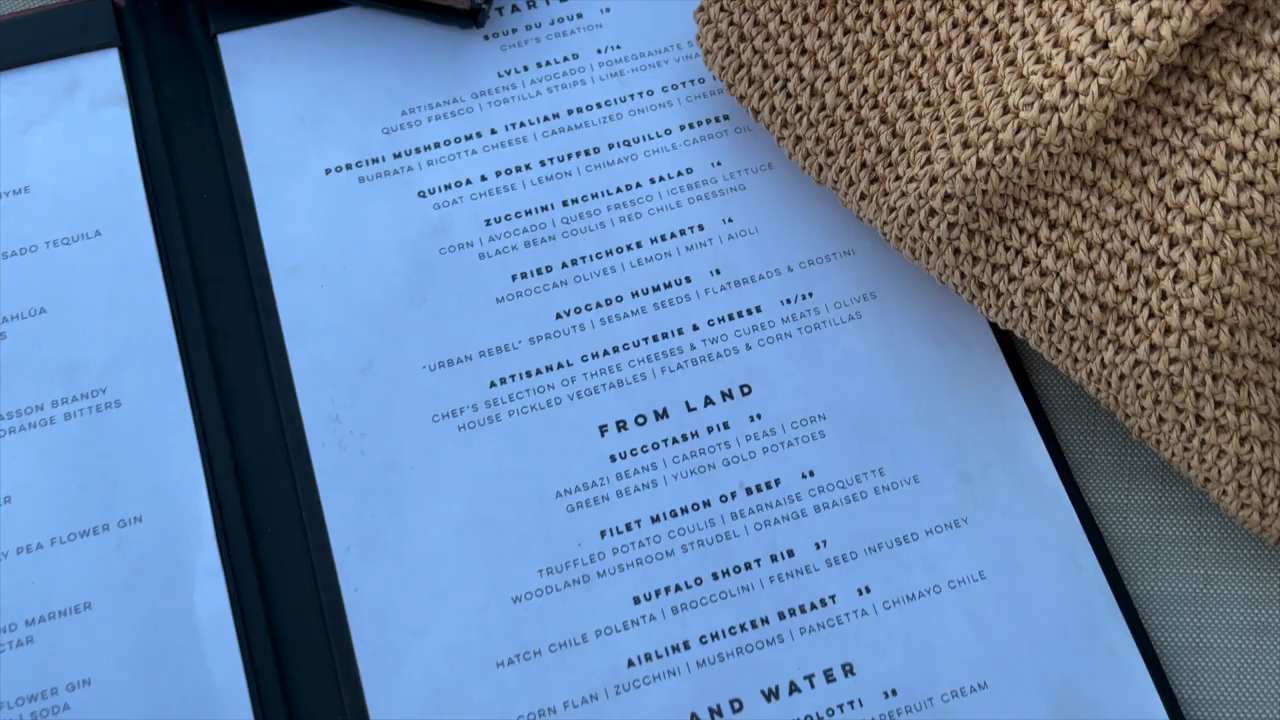 YME
SADO TEQUILA
AHLÚA
S
ASSON BRANDY
ORANGE BITTERS
ER
Y PEA FLOWER GIN
ND MARNIER
CTAR
FLOWER GIN
| SODA
SOUP DU JOUR 10
CHEF'S CREATION
LVLS SALAD 8/14
ARTISANAL GREENS | AVOCADO | POMEGRANATE S
QUESO FRESCO | TORTILLA STRIPS | LIME-HONEY VINA
PORCINI MUSHROOMS & ITALIAN PROSCIUTTO COTTO
BURRATA | RICOTTA CHEESE | CARAMELIZED ONIONS | CHERR
QUINOA & PORK STUFFED PIQUILLO PEPPER
GOAT CHEESE | LEMON | CHIMAYO CHILE-CARROT OIL
ZUCCHINI ENCHILADA SALAD 14
CORN | AVOCADO | QUESO FRESCO | ICEBERG LETTUCE
BLACK BEAN COULIS | RED CHILE DRESSING
FRIED ARTICHOKE HEARTS 14
MOROCCAN OLIVES | LEMON | MINT | AIOLI
AVOCADO HUMMUS 18
"URBAN REBEL" SPROUTS | SESAME SEEDS | FLATBREADS & CROSTINI
ARTISANAL CHARCUTERIE & CHEESE 18/29
CHEF'S SELECTION OF THREE CHEESES & TWO CURED MEATS | OLIVES
HOUSE PICKLED VEGETABLES | FLATBREADS & CORN TORTILLAS
FROM LAND
SUCCOTASH PIE 29
ANASAZI BEANS | CARROTS | PEAS | CORN
GREEN BEANS | YUKON GOLD POTATOES
FILET MIGNON OF BEEF 48
TRUFFLED POTATO COULIS | BEARNAISE CROQUETTE
WOODLAND MUSHROOM STRUDEL | ORANGE BRAISED ENDIVE
BUFFALO SHORT RIB 37
HATCH CHILE POLENTA | BROCCOLINI | FENNEL SEED INFUSED HONEY
AIRLINE CHICKEN BREAST 35
CORN FLAN | ZUCCHINI | MUSHROOMS | PANCETTA | CHIMAYO CHILE
AND WATER
OLOTTI 38
APEFRUIT CREAM